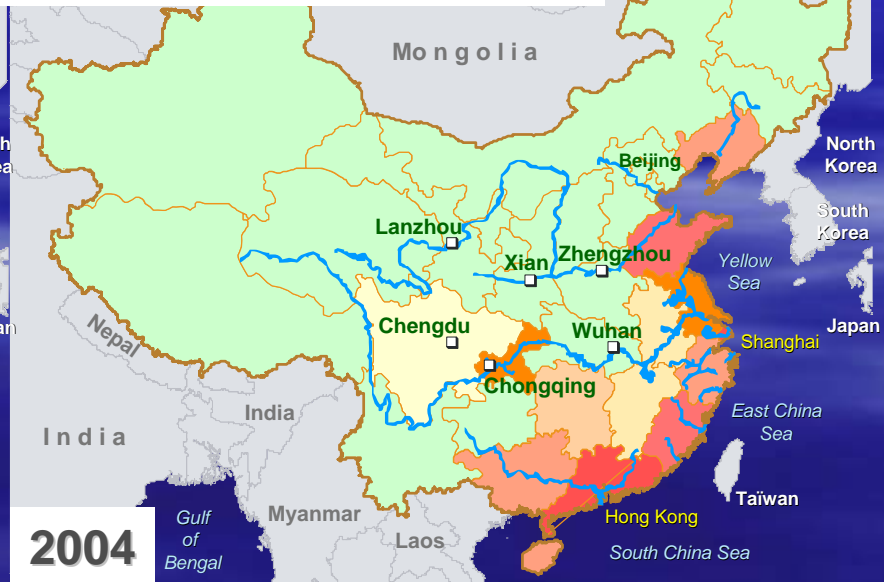 Mongolia
Beijing
North
Korea
South
Korea
Lanzhou
Xian
Zhengzhou
Yellow
Sea
Nepal
Chengdu
Wuhan
Japan
Shanghai
Chongqing
India
India
East China
Sea
Taïwan
Myanmar
Gulf
of
Bengal
Hong Kong
Laos
South China Sea
2004